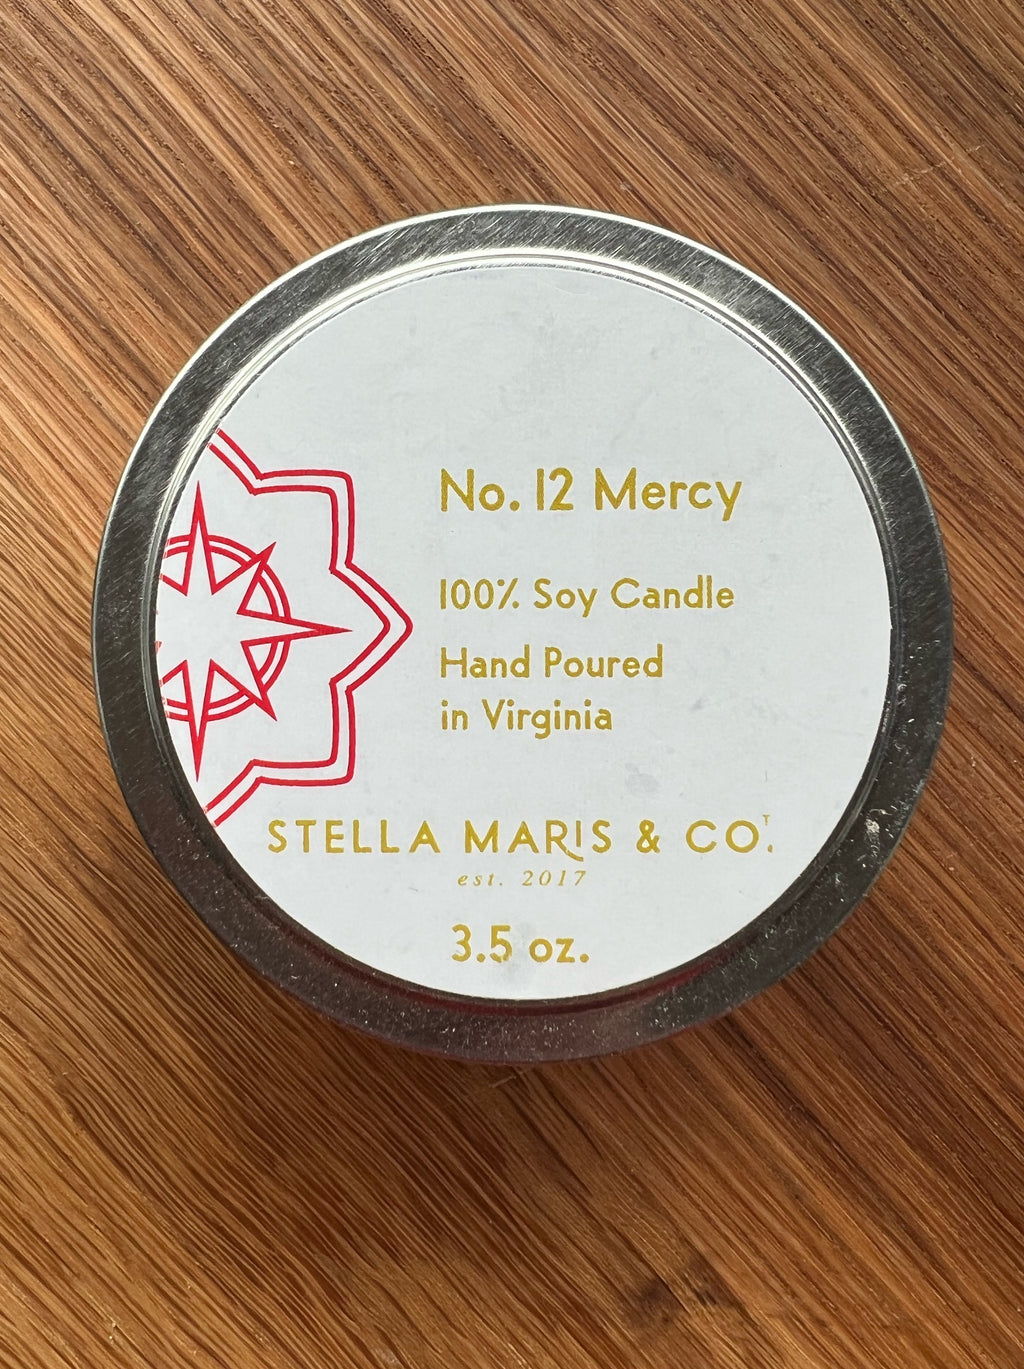 No. 12 Mercy
100% Soy Candle
Hand Poured
in Virginia
STELLA MARIS & CO.
est. 2017
3.5 oz.